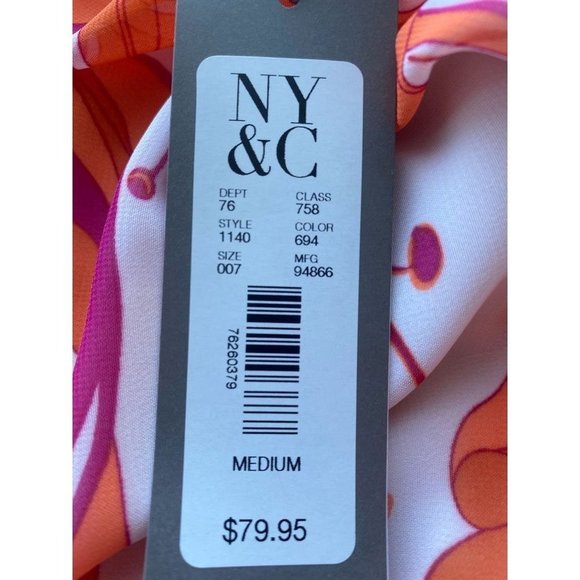 NY
&C
DEPT CLASS
76 758
STYLE COLOR
1140 694
SIZE MFG
007 94866
76260379
MEDIUM
$79.95